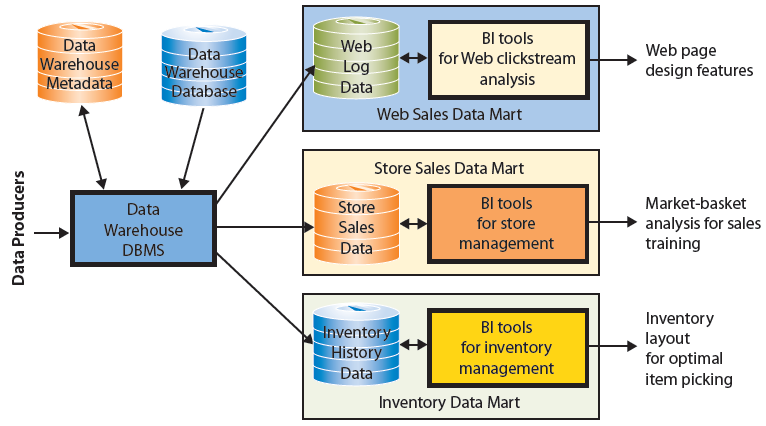 Data
Warehouse
Metadata
Data
Warehouse
Database
Data Producers
Data
Warehouse
DBMS
Web
Log
Data
BI tools
for Web clickstream
analysis
Web Sales Data Mart
Web page
design features
Store Sales Data Mart
Store
Sales
Data
BI tools
for store
management
Market-basket
analysis for sales
training
Inventory
History
Data
BI tools
for inventory
management
Inventory Data Mart
Inventory
layout
for optimal
item picking